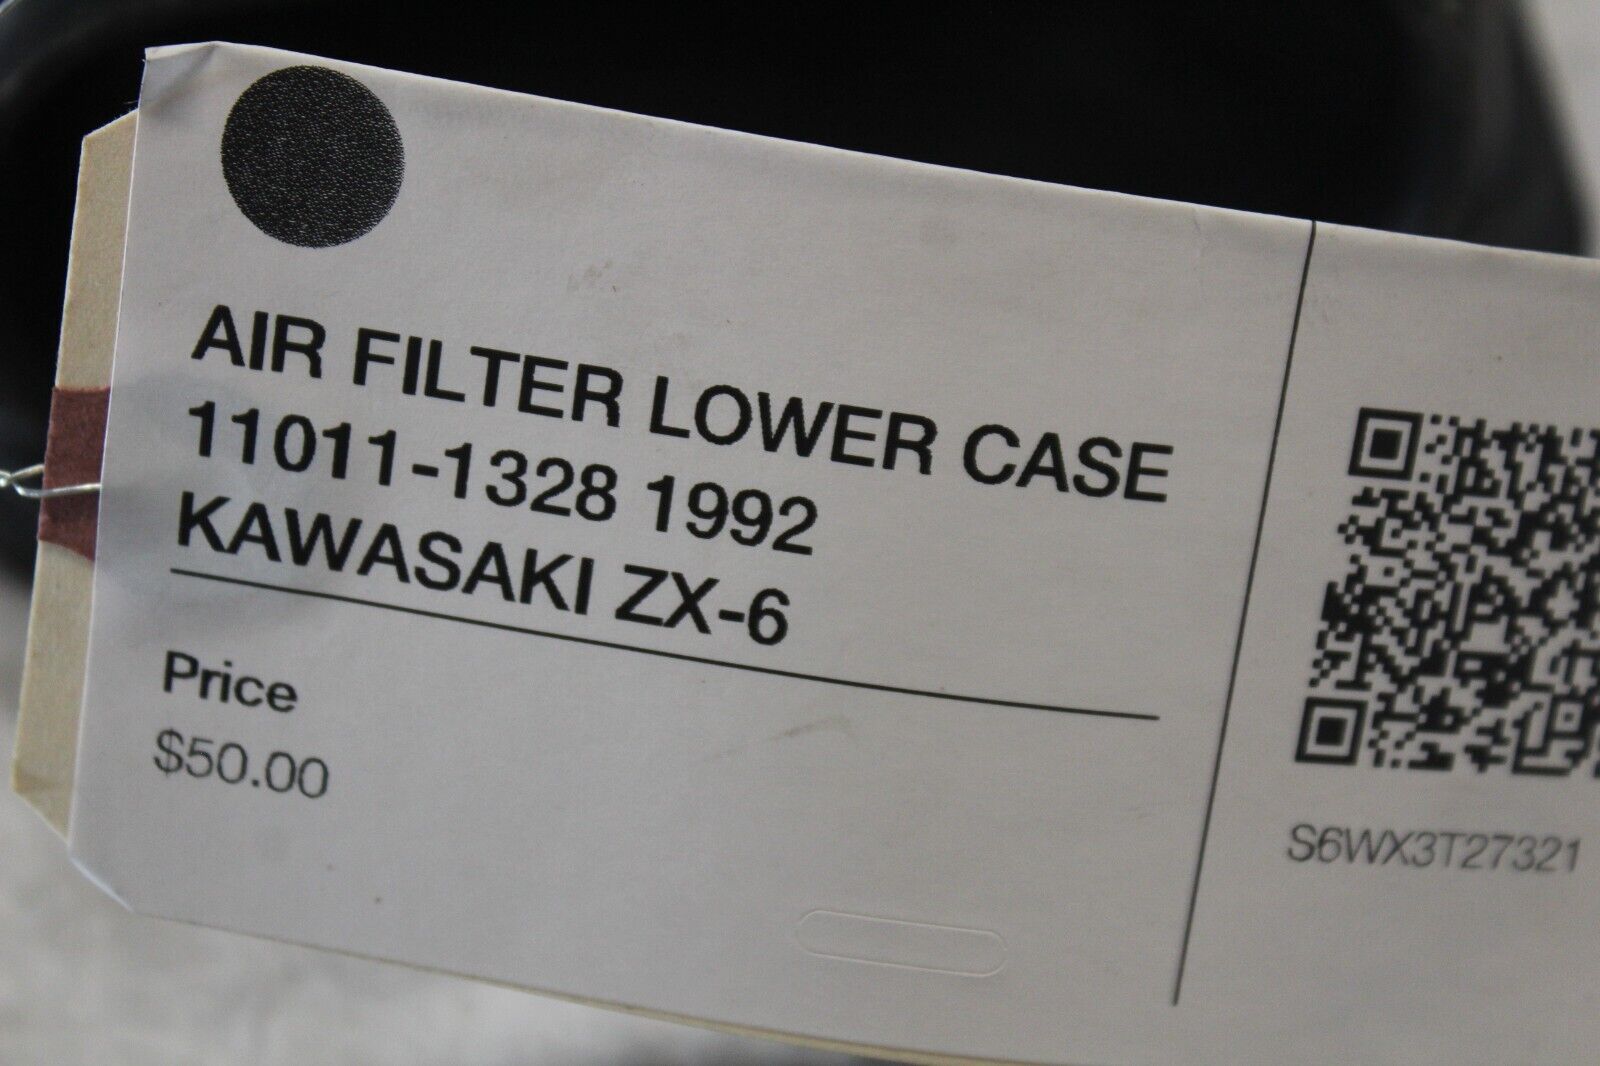 AIR FILTER LOWER CASE
11011-1328 1992
KAWASAKI ZX-6
Price
$50.00
S6WX3T27321